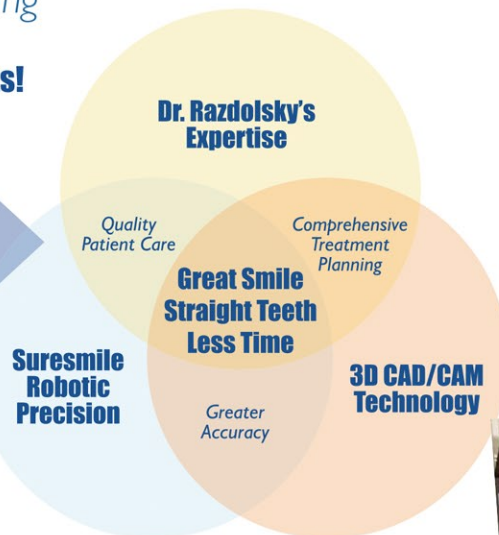 s!
Dr. Razdolsky's
Expertise
Quality
Patient Care
Comprehensive
Treatment
Planning
Great Smile
Straight Teeth
Less Time
Suresmile
Robotic
Precision
3D CAD/CAM
Technology
Greater
Accuracy